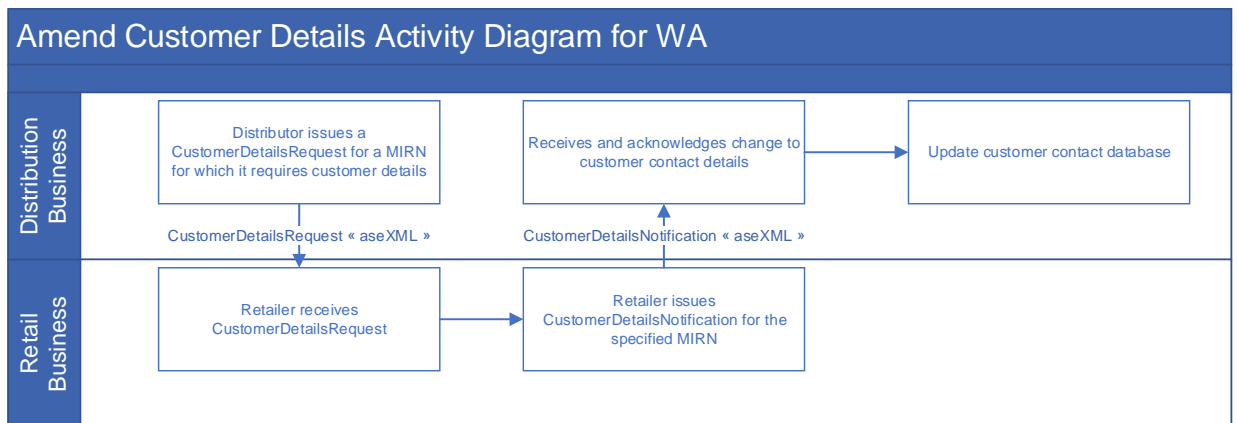 Amend Customer Details Activity Diagram for WA
Distribution
Business
Distributor issues a
CustomerDetailsRequest for a MIRN
for which it requires customer details
Receives and acknowledges change to
customer contact details
Update customer contact database
CustomerDetailsRequest « aseXML »
CustomerDetailsNotification « aseXML »
Retail
Business
Retailer receives
CustomerDetailsRequest
Retailer issues
CustomerDetailsNotification for the
specified MIRN